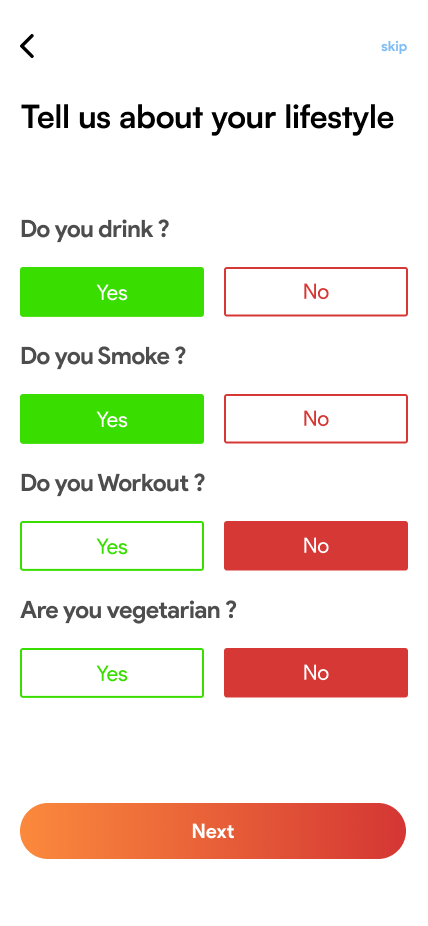 skip
Tell us about your lifestyle
Do you drink ?
Yes No
Do you Smoke ?
Yes No
Do you Workout ?
Yes No
Are you vegetarian ?
Yes No
Next